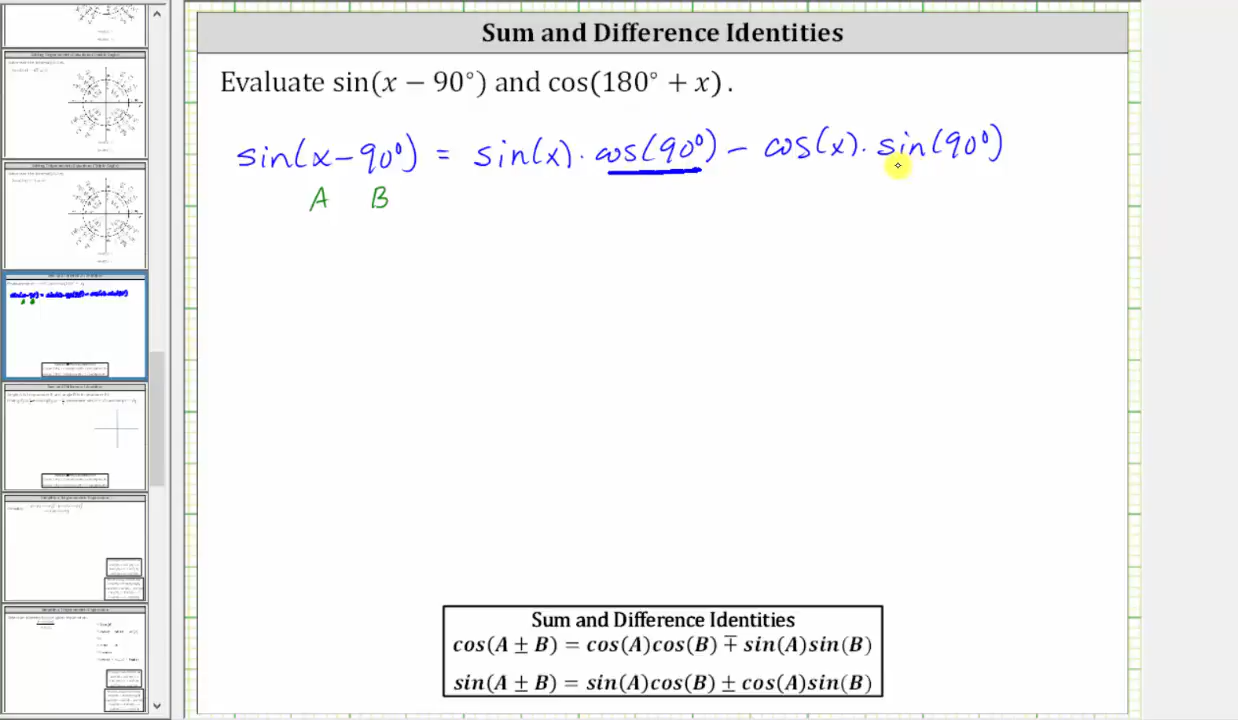 Sum and Difference Identities
Evaluate sin(x − 90°) and cos(180° + x).
sin(x-90°) = sin(x)·cos(90°) - cos(x)·sin(90°)
A B
Sum and Difference Identities
cos(A ± B) = cos(A)cos(B) ∓ sin(A)sin(B)
sin(A ± B) = sin(A)cos(B) ± cos(A)sin(B)